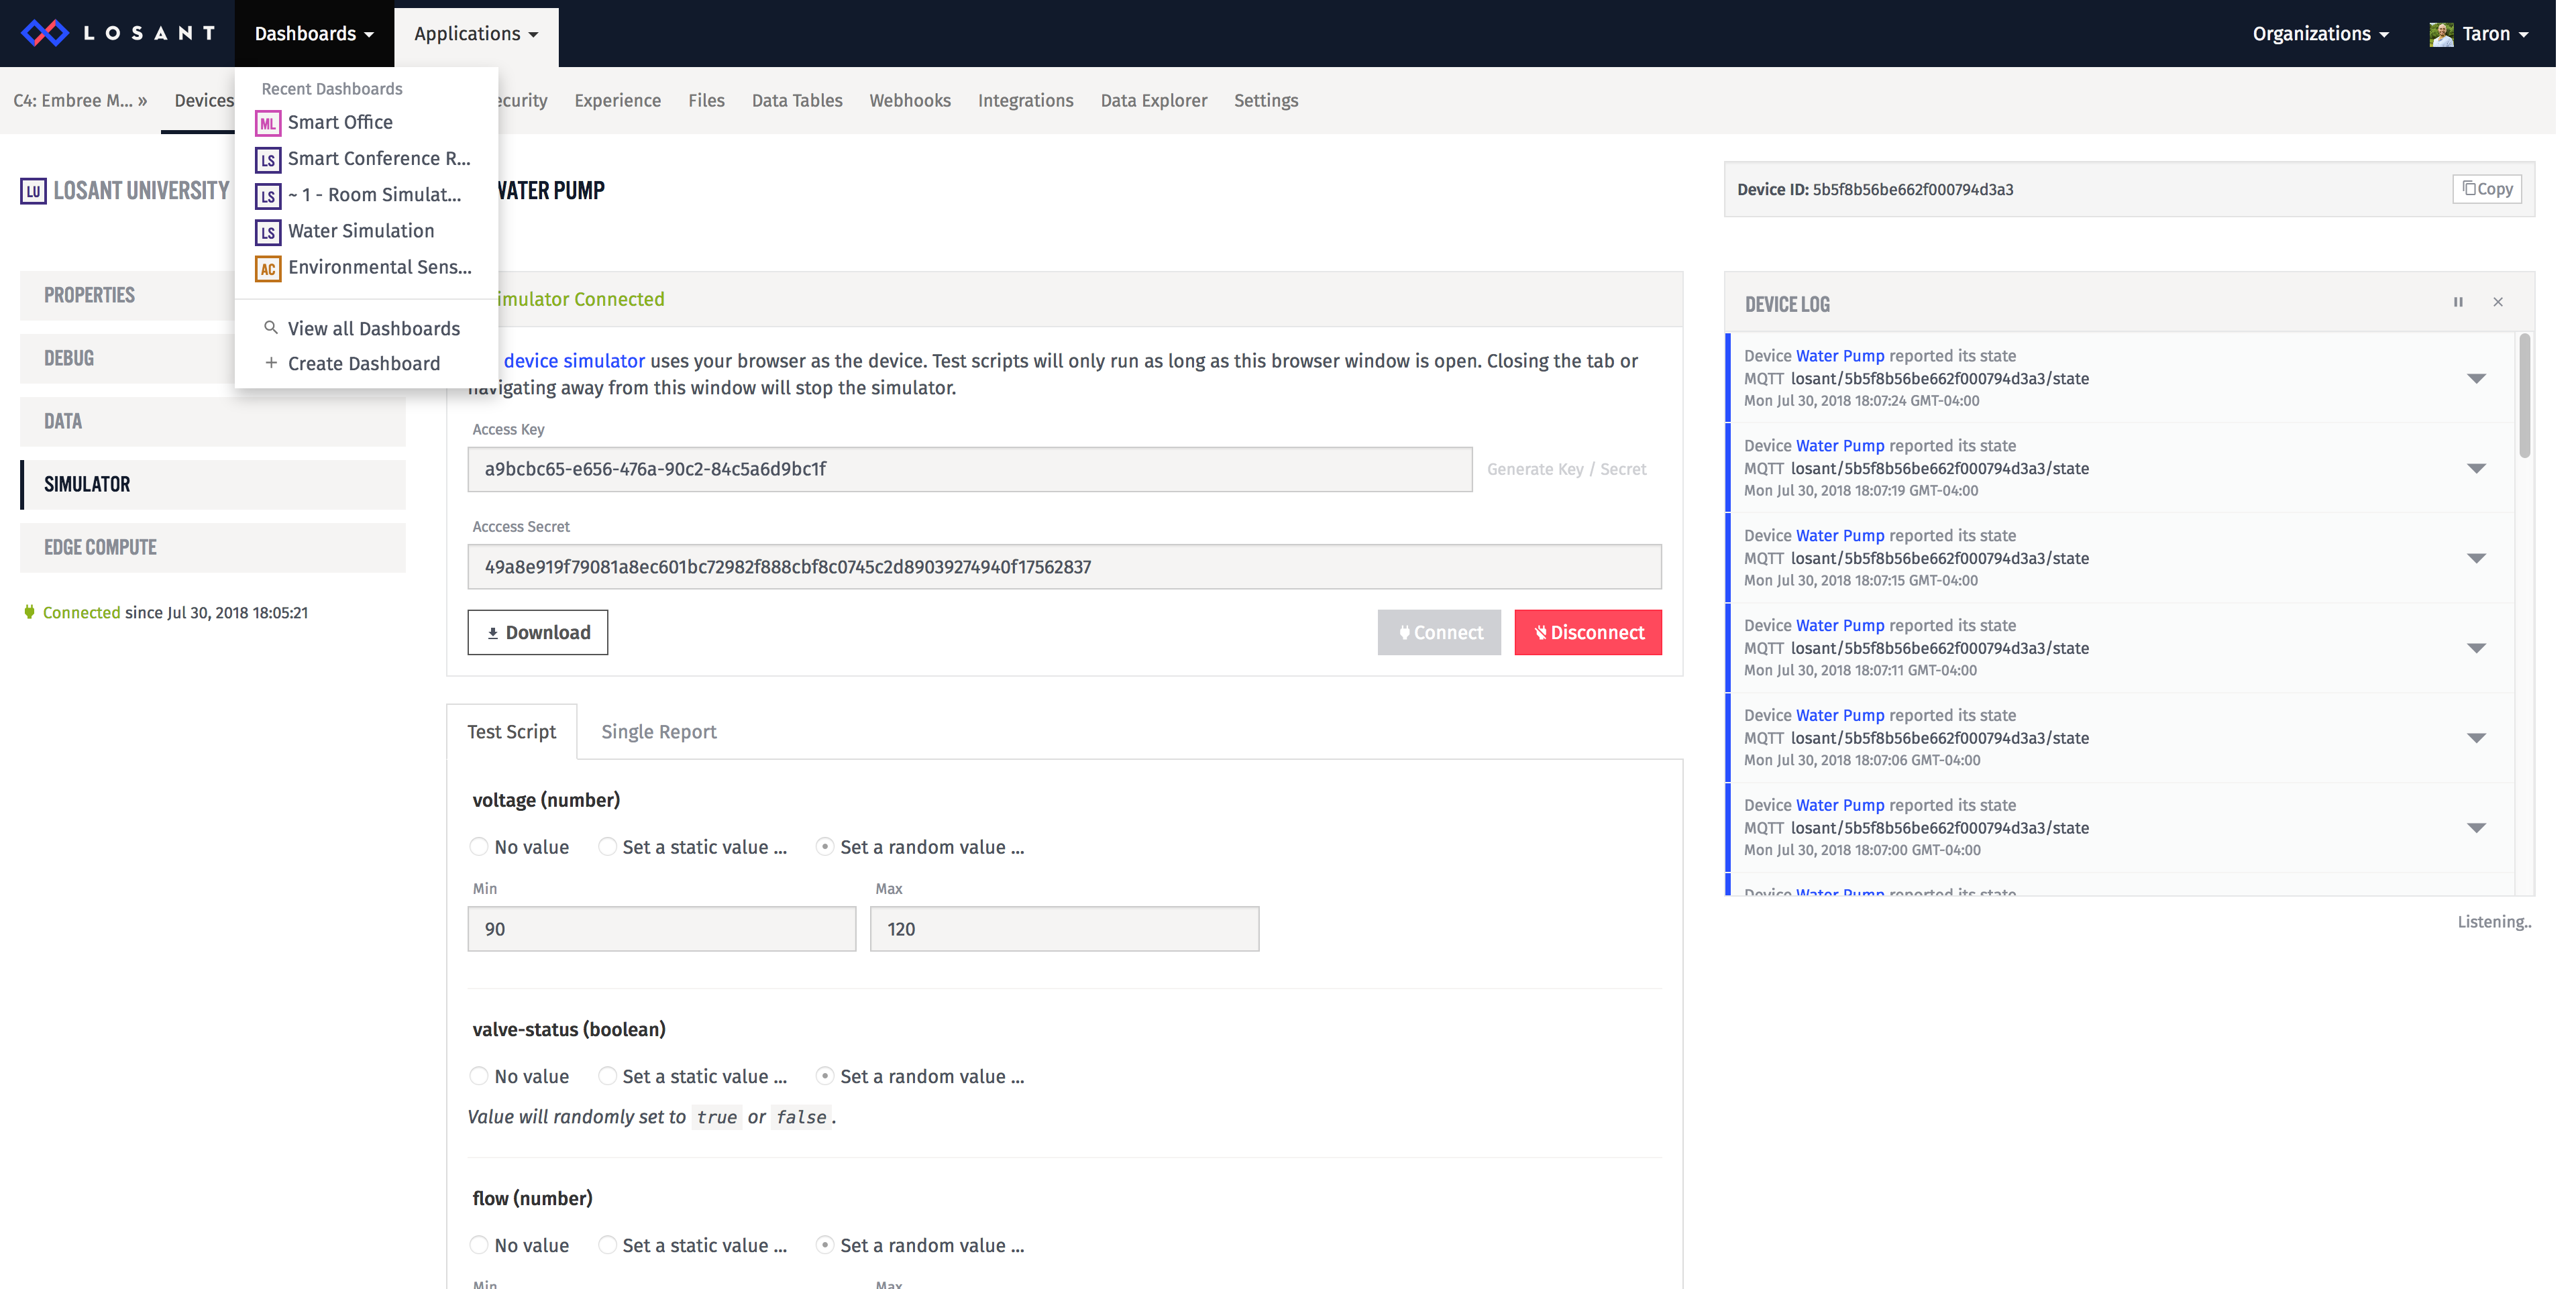 LOSANT
Dashboards
Applications
Organizations
Taron
C4: Embree M... »
Devices
ecurity
Experience
Files
Data Tables
Webhooks
Integrations
Data Explorer
Settings
Recent Dashboards
ML Smart Office
LS Smart Conference R...
LS ~ 1 - Room Simulat...
LS Water Simulation
AC Environmental Sens...
View all Dashboards
+ Create Dashboard
LU LOSANT UNIVERSITY
WATER PUMP
Device ID: 5b5f8b56be662f000794d3a3
Copy
PROPERTIES
DEBUG
DATA
SIMULATOR
EDGE COMPUTE
Connected since Jul 30, 2018 18:05:21
imulator Connected
device simulator uses your browser as the device. Test scripts will only run as long as this browser window is open. Closing the tab or
navigating away from this window will stop the simulator.
Access Key
a9bcbc65-e656-476a-90c2-84c5a6d9bc1f
Generate Key / Secret
Acccess Secret
49a8e919f79081a8ec601bc72982f888cbf8c0745c2d89039274940f17562837
Download
Connect
Disconnect
Test Script
Single Report
voltage (number)
No value
Set a static value ...
Set a random value ...
Min
Max
90
120
valve-status (boolean)
No value
Set a static value ...
Set a random value ...
Value will randomly set to true or false.
flow (number)
No value
Set a static value ...
Set a random value ...
Min
Max
DEVICE LOG
Device Water Pump reported its state
MQTT losant/5b5f8b56be662f000794d3a3/state
Mon Jul 30, 2018 18:07:24 GMT-04:00
Device Water Pump reported its state
MQTT losant/5b5f8b56be662f000794d3a3/state
Mon Jul 30, 2018 18:07:19 GMT-04:00
Device Water Pump reported its state
MQTT losant/5b5f8b56be662f000794d3a3/state
Mon Jul 30, 2018 18:07:15 GMT-04:00
Device Water Pump reported its state
MQTT losant/5b5f8b56be662f000794d3a3/state
Mon Jul 30, 2018 18:07:11 GMT-04:00
Device Water Pump reported its state
MQTT losant/5b5f8b56be662f000794d3a3/state
Mon Jul 30, 2018 18:07:06 GMT-04:00
Device Water Pump reported its state
MQTT losant/5b5f8b56be662f000794d3a3/state
Mon Jul 30, 2018 18:07:00 GMT-04:00
Device Water Pump reported its state
Listening..